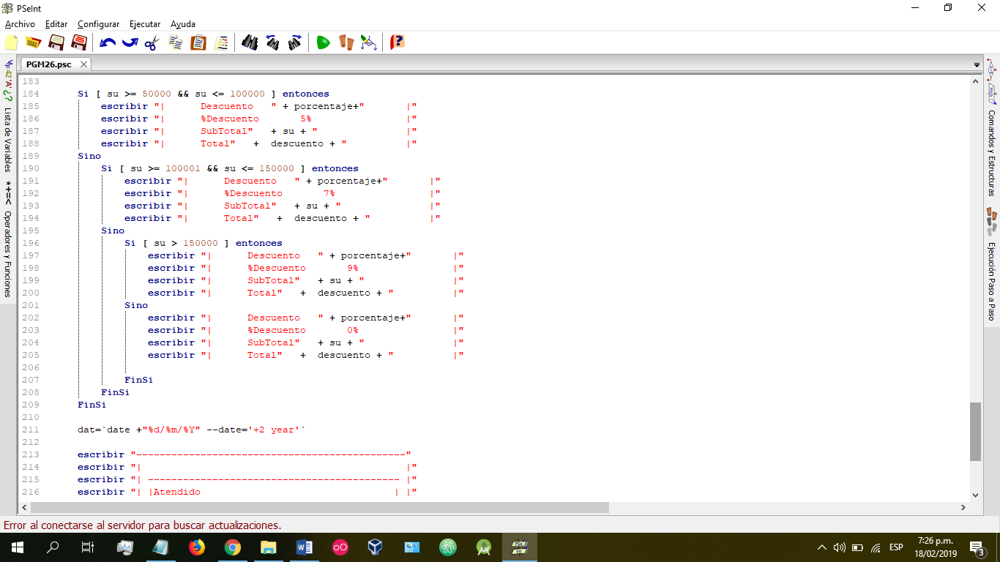 PSeInt
Archivo Editar Configurar Ejecutar Ayuda
PGM26.psc
183
184 Si [ su >= 50000 && su <= 100000 ] entonces
185 escribir "| Descuento " + porcentaje+" |"
186 escribir "| %Descuento 5% |"
187 escribir "| SubTotal" + su + " |"
188 escribir "| Total" + descuento + " |"
189 Sino
190 Si [ su >= 100001 && su <= 150000 ] entonces
191 escribir "| Descuento " + porcentaje+" |"
192 escribir "| %Descuento 7% |"
193 escribir "| SubTotal" + su + " |"
194 escribir "| Total" + descuento + " |"
195 Sino
196 Si [ su > 150000 ] entonces
197 escribir "| Descuento " + porcentaje+" |"
198 escribir "| %Descuento 9% |"
199 escribir "| SubTotal" + su + " |"
200 escribir "| Total" + descuento + " |"
201 Sino
202 escribir "| Descuento " + porcentaje+" |"
203 escribir "| %Descuento 0% |"
204 escribir "| SubTotal" + su + " |"
205 escribir "| Total" + descuento + " |"
206
207 FinSi
208 FinSi
209 FinSi
210
211 dat=`date +"%d/%m/%Y" --date='+2 year'`
212
213 escribir "----------------------------------------------"
214 escribir "| |"
215 escribir "| ------------------------------------------- |"
216 escribir "| |Atendido | |"
Lista de Variables
*+=< Operadores y Funciones
Comandos y Estructuras
Ejecución Paso a Paso
Error al conectarse al servidor para buscar actualizaciones.
ESP
7:26 p.m.
18/02/2019
3